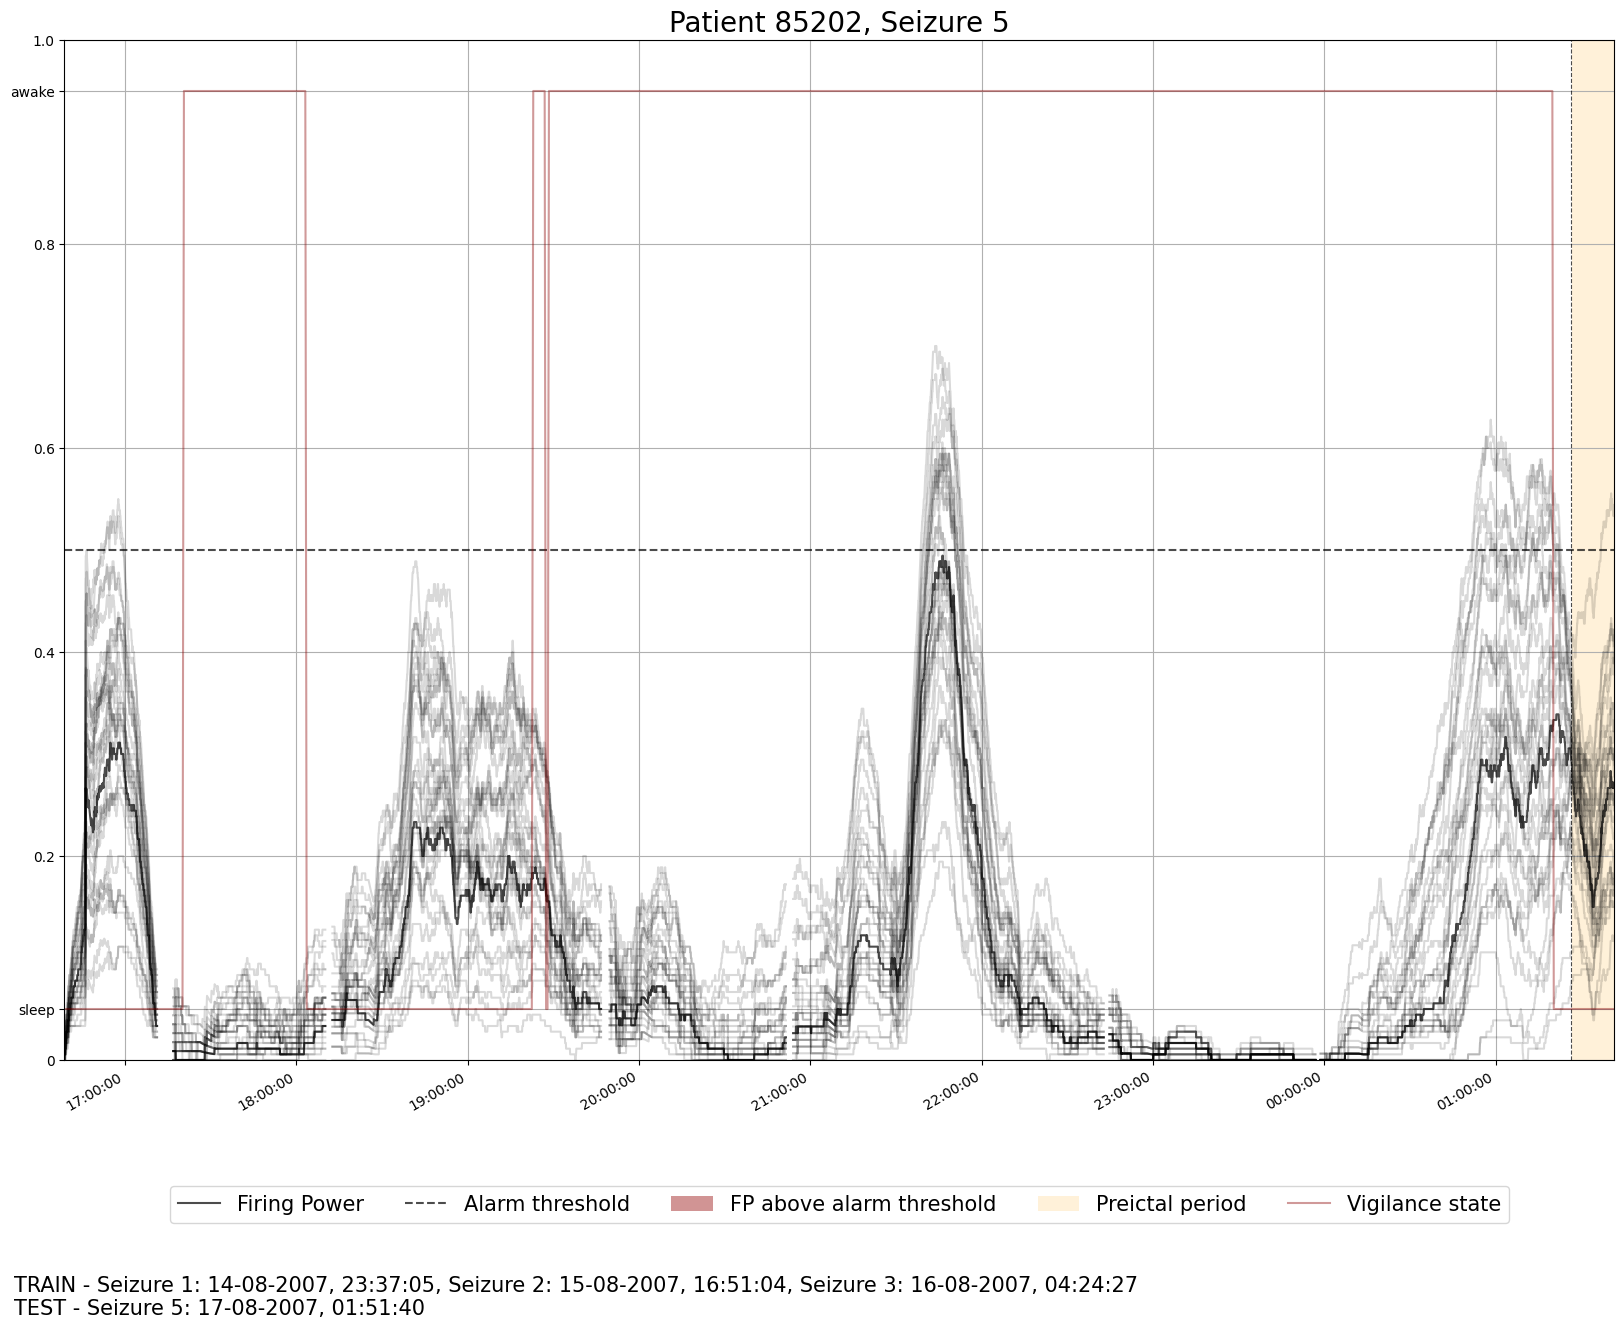 Patient 85202, Seizure 5
1.0
awake
0.8
0.6
0.4
0.2
sleep
0
17:00:00 18:00:00 19:00:00 20:00:00 21:00:00 22:00:00 23:00:00 00:00:00 01:00:00
Firing Power Alarm threshold FP above alarm threshold Preictal period Vigilance state
TRAIN - Seizure 1: 14-08-2007, 23:37:05, Seizure 2: 15-08-2007, 16:51:04, Seizure 3: 16-08-2007, 04:24:27
TEST - Seizure 5: 17-08-2007, 01:51:40